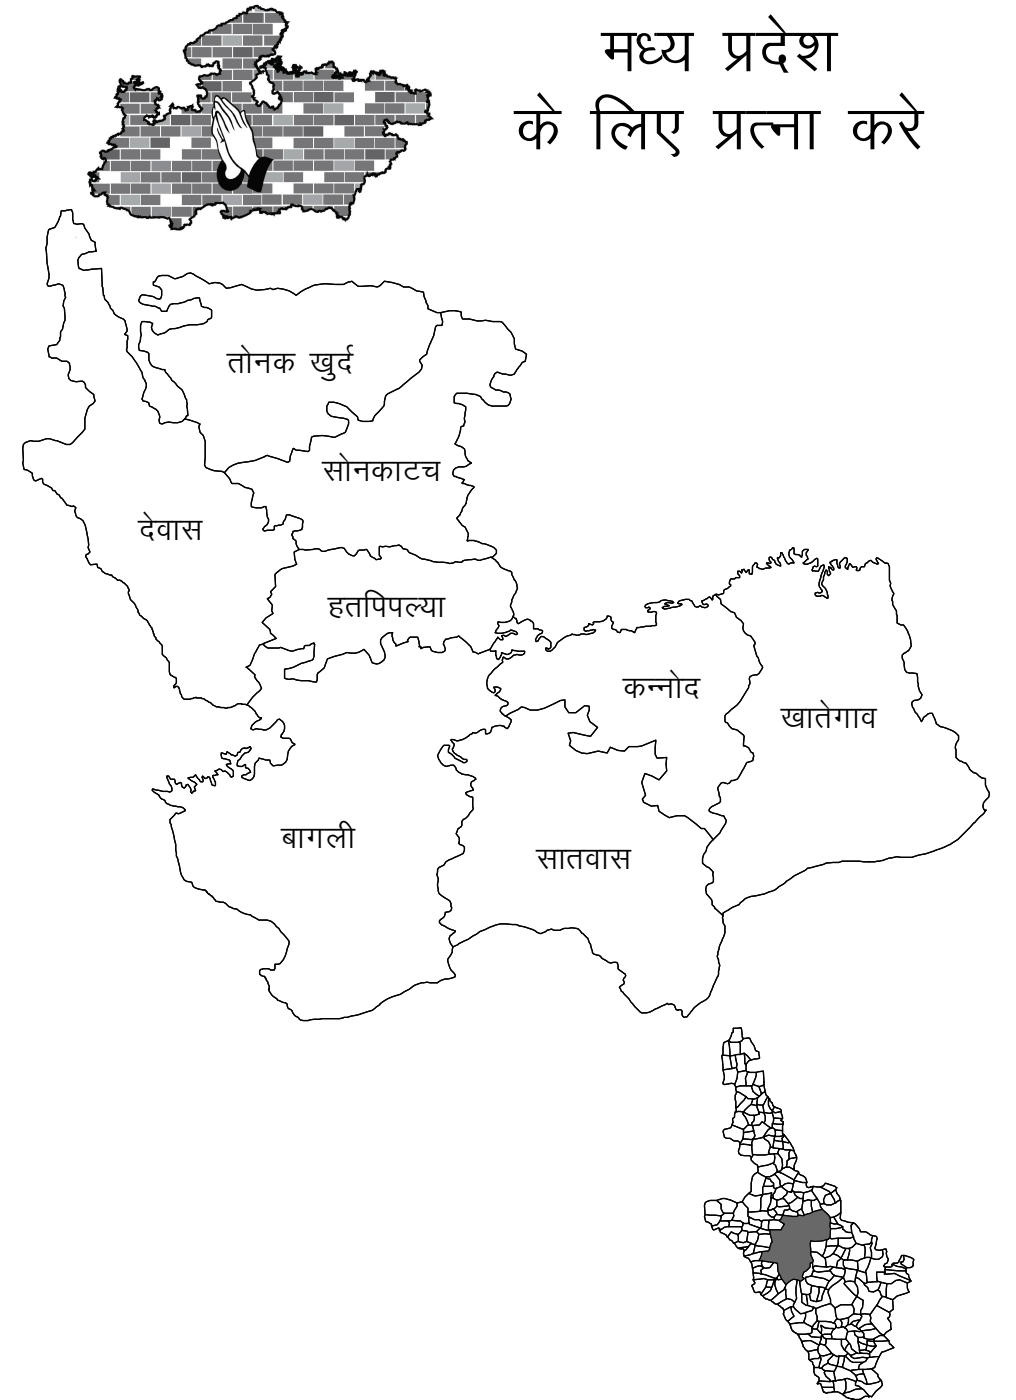 मध्य प्रदेश
के लिए प्रत्ना करे
तोनक खुर्द
सोनकाटच
देवास
हतपिपल्या
कन्नोद
खातेगाव
बागली
सातवास